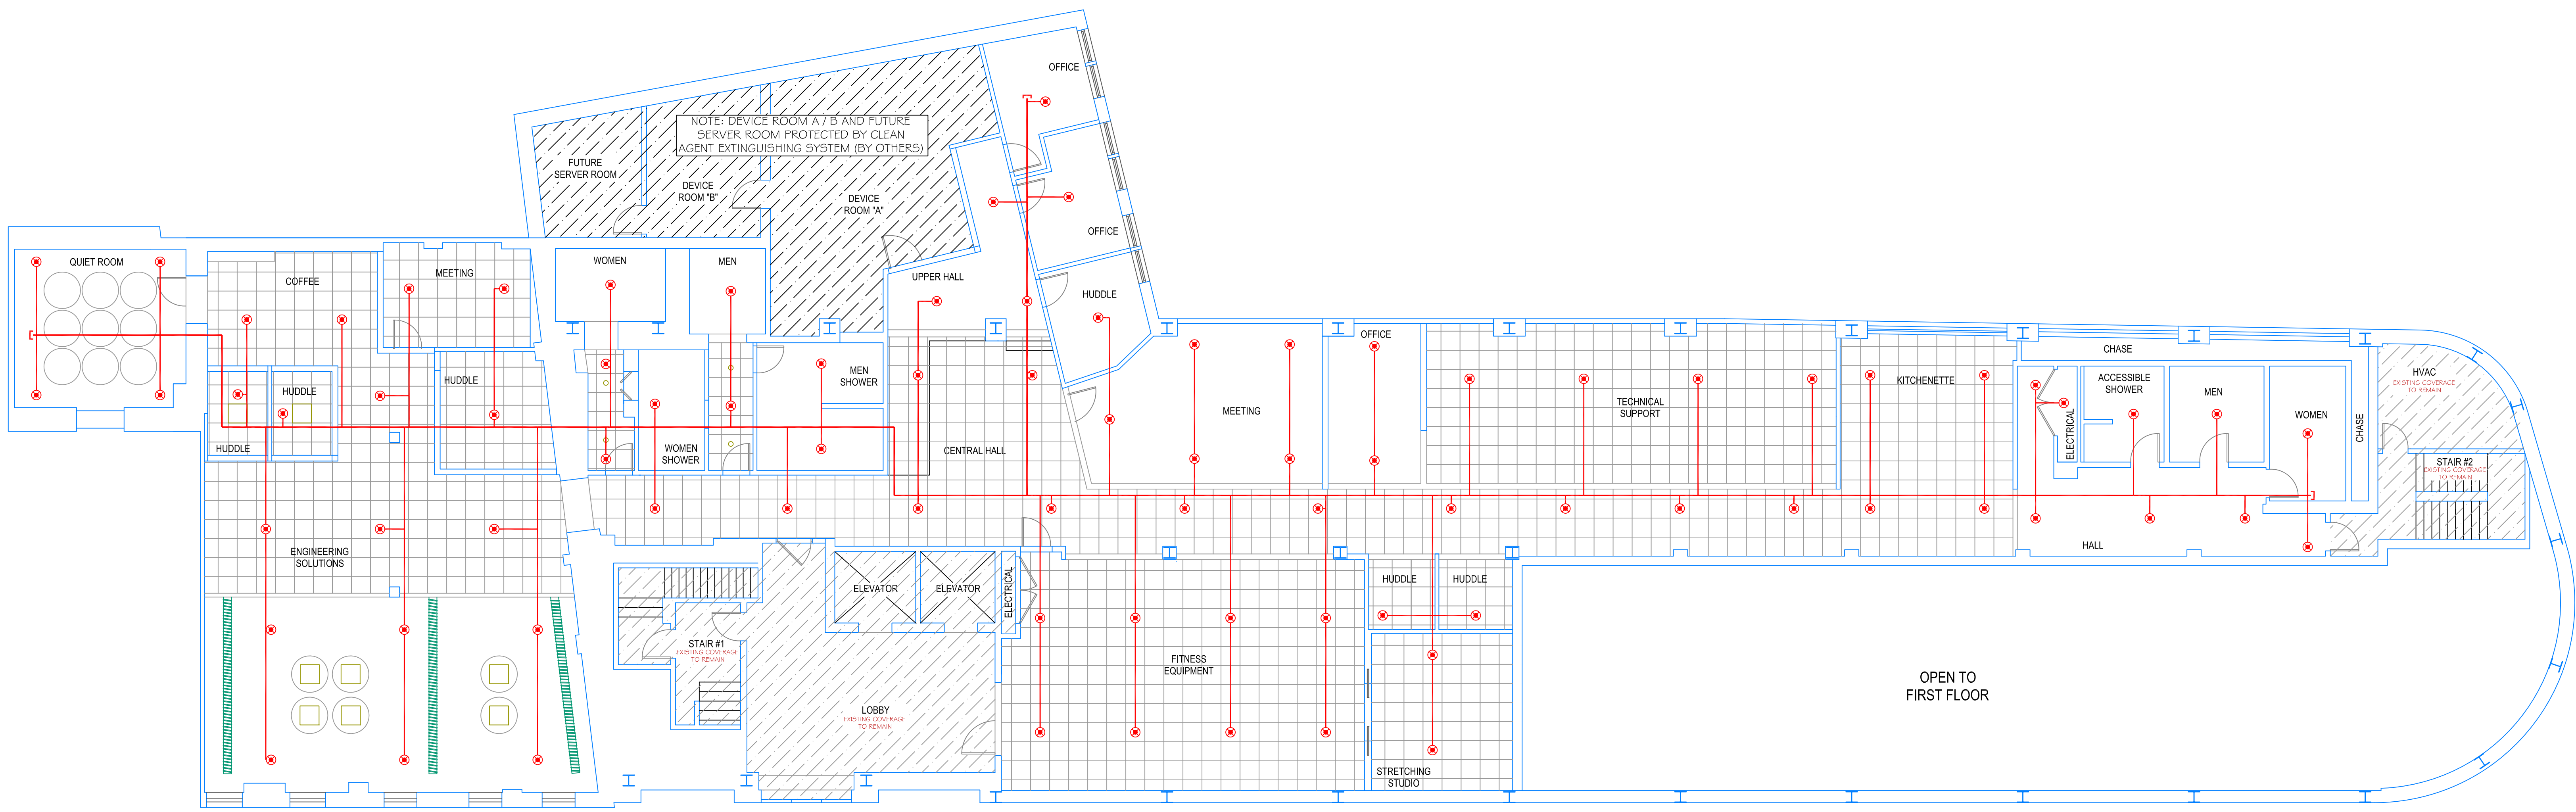 OFFICE
NOTE: DEVICE ROOM A / B AND FUTURE
SERVER ROOM PROTECTED BY CLEAN
AGENT EXTINGUISHING SYSTEM (BY OTHERS)
FUTURE
SERVER ROOM
DEVICE
ROOM "B"
DEVICE
ROOM "A"
OFFICE
QUIET ROOM
COFFEE
MEETING
WOMEN
MEN
UPPER HALL
HUDDLE
OFFICE
CHASE
HUDDLE
HUDDLE
HUDDLE
MEN
SHOWER
WOMEN
SHOWER
CENTRAL HALL
MEETING
TECHNICAL
SUPPORT
KITCHENETTE
ELECTRICAL
ACCESSIBLE
SHOWER
MEN
WOMEN
CHASE
HVAC
EXISTING COVERAGE
TO REMAIN
STAIR #2
EXISTING COVERAGE
TO REMAIN
HALL
ENGINEERING
SOLUTIONS
ELEVATOR
ELEVATOR
ELECTRICAL
HUDDLE
HUDDLE
STAIR #1
EXISTING COVERAGE
TO REMAIN
LOBBY
EXISTING COVERAGE
TO REMAIN
FITNESS
EQUIPMENT
STRETCHING
STUDIO
OPEN TO
FIRST FLOOR